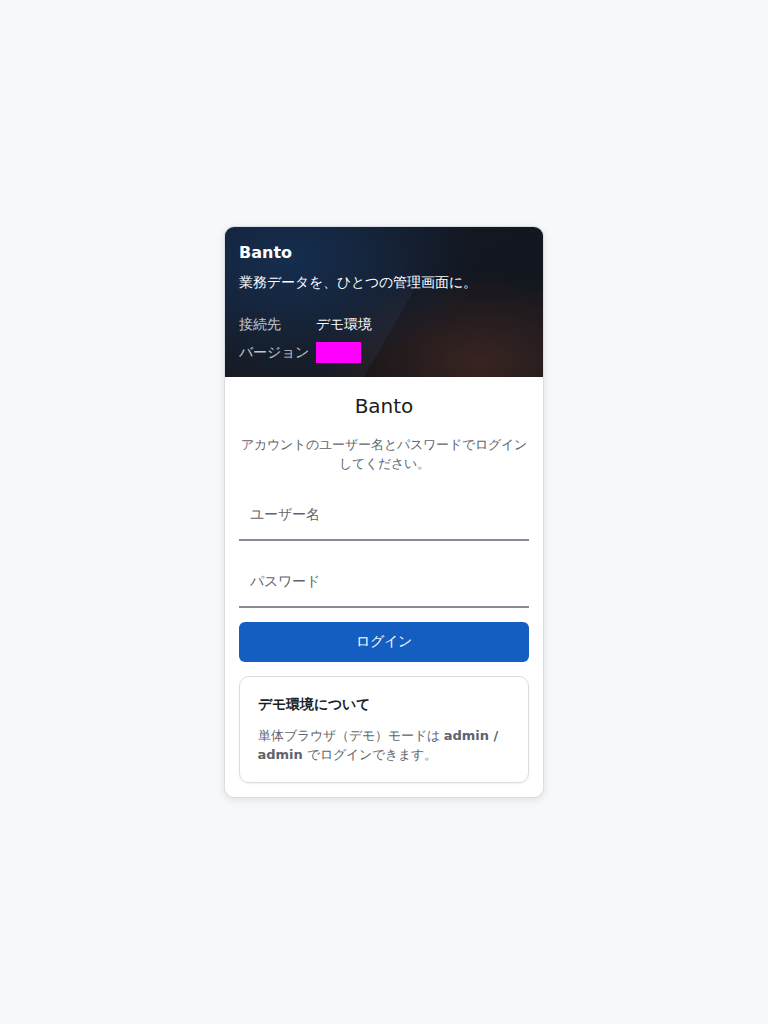 Banto
業務データを、ひとつの管理画面に。
接続先 デモ環境
バージョン
Banto
アカウントのユーザー名とパスワードでログイン
してください。
ユーザー名
パスワード
ログイン
デモ環境について
単体ブラウザ（デモ）モードは admin /
admin でログインできます。